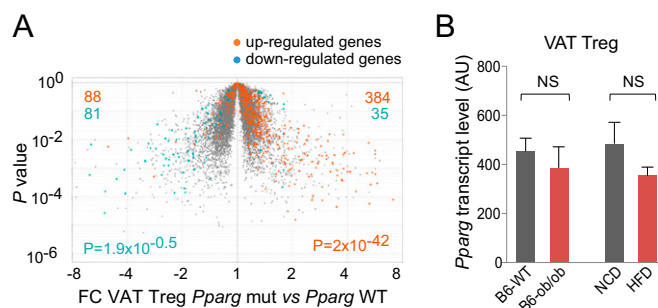 A
up-regulated genes
down-regulated genes
10^0
10^-2
10^-4
10^-6
P value
88
81
384
35
P=1.9x10^-0.5
P=2x10^-42
-8 -4 -2 1 2 4 8
FC VAT Treg Pparg mut vs Pparg WT
B
VAT Treg
800
600
400
200
0
Pparg transcript level (AU)
NS NS
B6-WT
B6-ob/ob
NCD
HFD